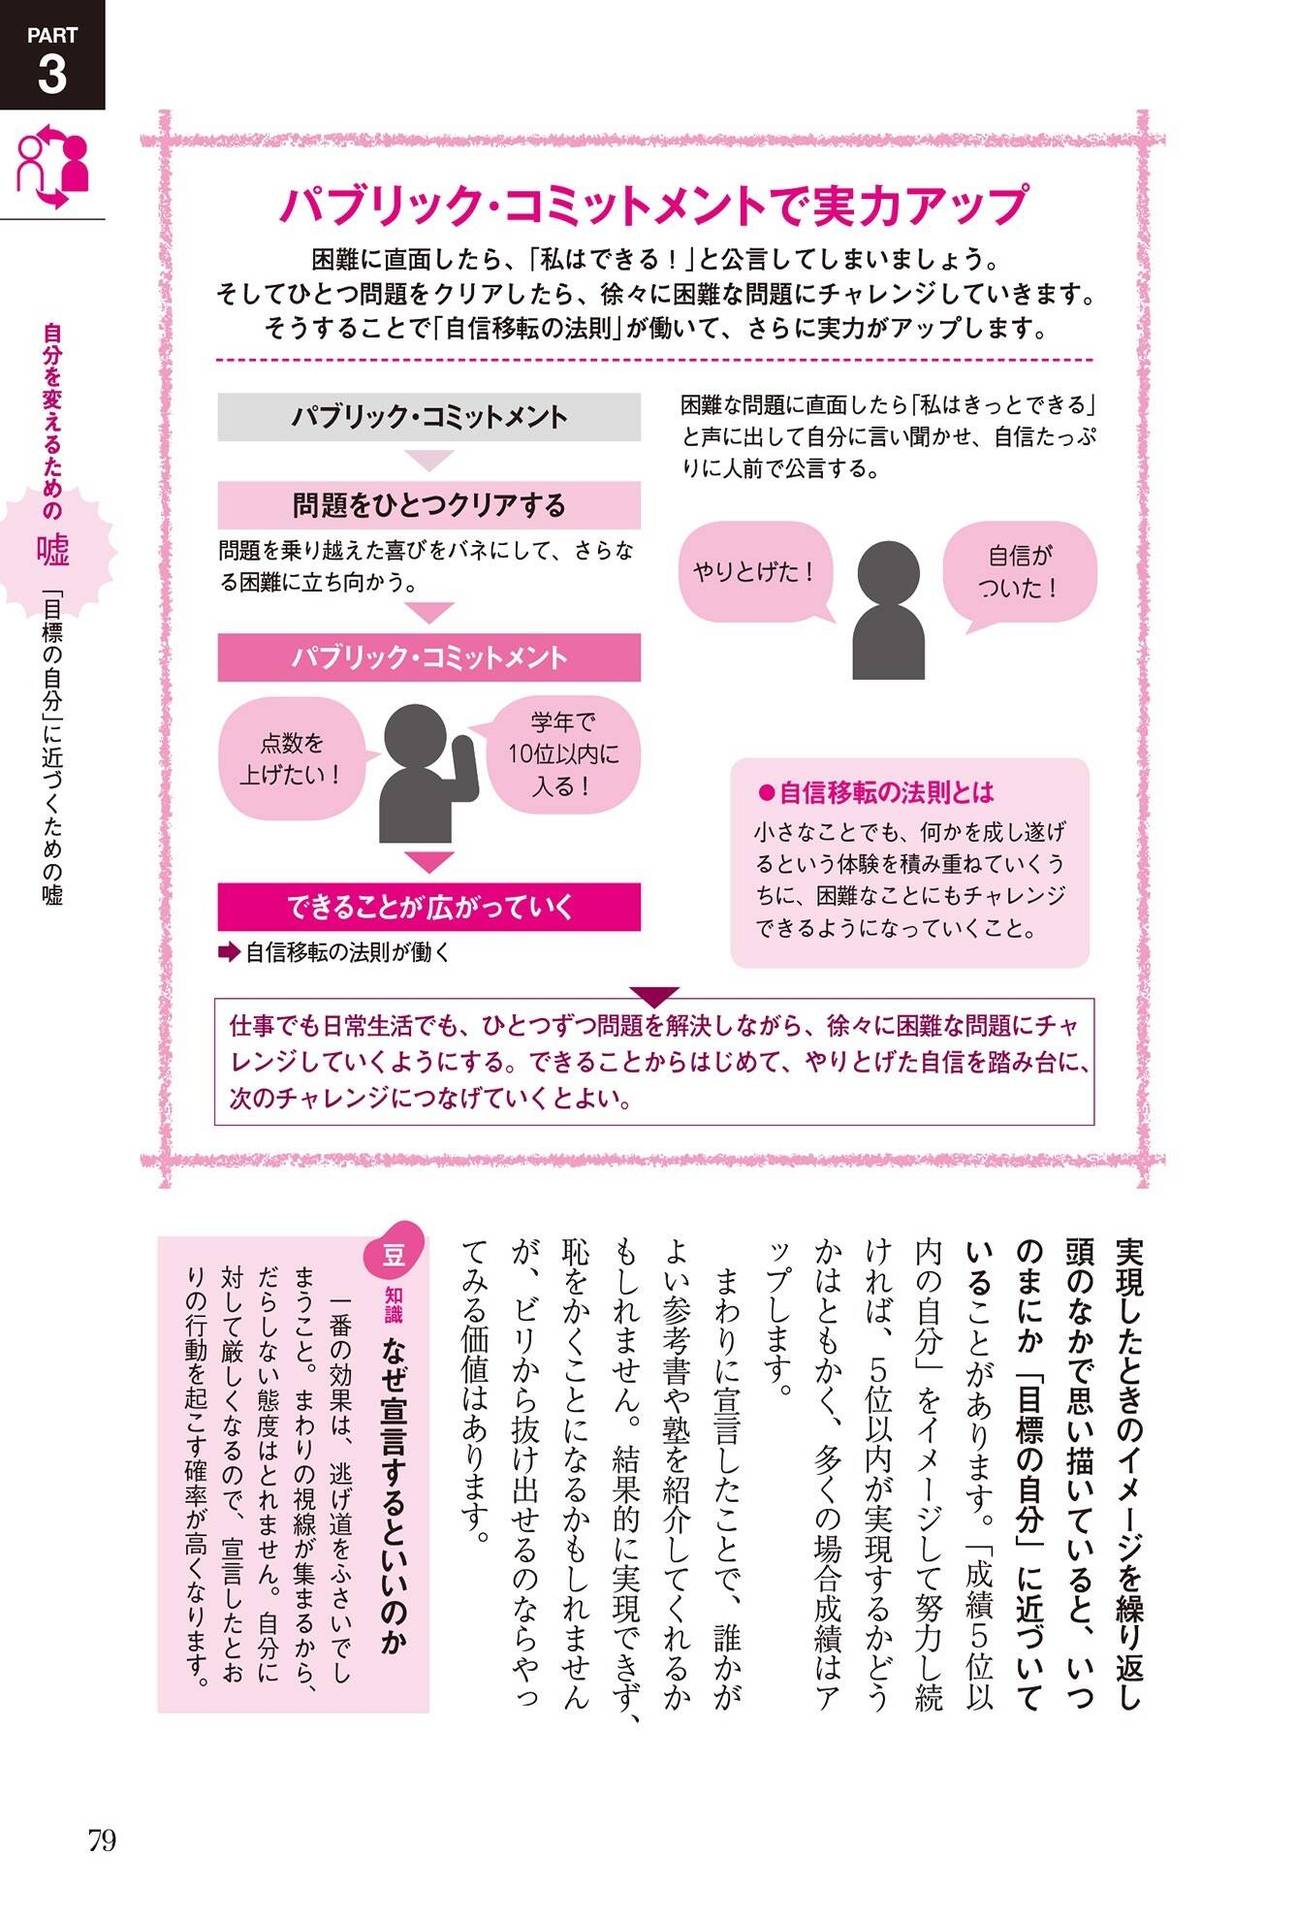 PART
3
自分を変えるための
嘘
「目標の自分」に近づくための嘘
パブリック・コミットメントで実力アップ
困難に直面したら、「私はできる！」と公言してしまいましょう。
そしてひとつ問題をクリアしたら、徐々に困難な問題にチャレンジしていきます。
そうすることで「自信移転の法則」が働いて、さらに実力がアップします。
パブリック・コミットメント
問題をひとつクリアする
問題を乗り越えた喜びをバネにして、さらな
る困難に立ち向かう。
パブリック・コミットメント
点数を
上げたい！
学年で
10位以内に
入る！
できることが広がっていく
自信移転の法則が働く
困難な問題に直面したら「私はきっとできる」
と声に出して自分に言い聞かせ、自信たっぷ
りに人前で公言する。
やりとげた！
自信が
ついた！
●自信移転の法則とは
小さなことでも、何かを成し遂げ
るという体験を積み重ねていくう
ちに、困難なことにもチャレンジ
できるようになっていくこと。
仕事でも日常生活でも、ひとつずつ問題を解決しながら、徐々に困難な問題にチャ
レンジしていくようにする。できることからはじめて、やりとげた自信を踏み台に、
次のチャレンジにつなげていくとよい。
実現したときのイメージを繰り返し
頭のなかで思い描いていると、いつ
のまにか「目標の自分」に近づいて
いることがあります。「成績５位以
内の自分」をイメージして努力し続
ければ、５位以内が実現するかどう
かはともかく、多くの場合成績はア
ップします。
まわりに宣言したことで、誰かが
よい参考書や塾を紹介してくれるか
もしれません。結果的に実現できず、
恥をかくことになるかもしれません
が、ビリから抜け出せるのならやっ
てみる価値はあります。
豆知識
なぜ宣言するといいのか
一番の効果は、逃げ道をふさいでし
まうこと。まわりの視線が集まるから、
だらしない態度はとれません。自分に
対して厳しくなるので、宣言したとお
りの行動を起こす確率が高くなります。
79